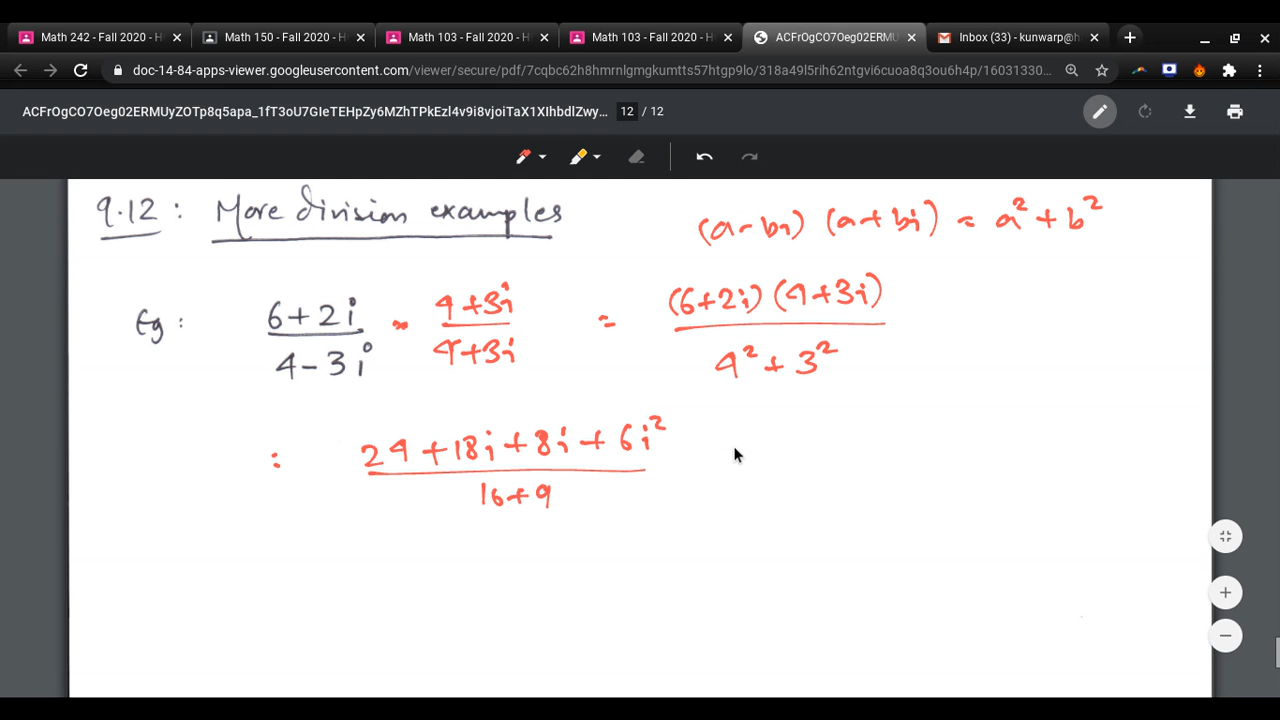 Math 242 - Fall 2020 - H
Math 150 - Fall 2020 - H
Math 103 - Fall 2020 - H
Math 103 - Fall 2020 - H
ACFrOgCO7Oeg02ERMU
Inbox (33) - kunwarp@h
doc-14-84-apps-viewer.googleusercontent.com/viewer/secure/pdf/7cqbc62h8hmrnlgmgkumtts57htgp9lo/318a49l5rih62ntgvi6cuoa8q3ou6h4p/16031330...
ACFrOgCO7Oeg02ERMUyZOTp8q5apa_1fT3oU7GIeTEHpZy6MZhTPkEzl4v9i8vjoiTaX1XIhbdlZwy... 12 / 12
9.12 : More division examples
(a-bi) (a+bi) = a² + b²
Eg : (6+2i)/(4-3i) × (4+3i)/(4+3i) = (6+2i)(4+3i)/(4²+3²)
: (24+18i+8i+6i²)/(16+9)